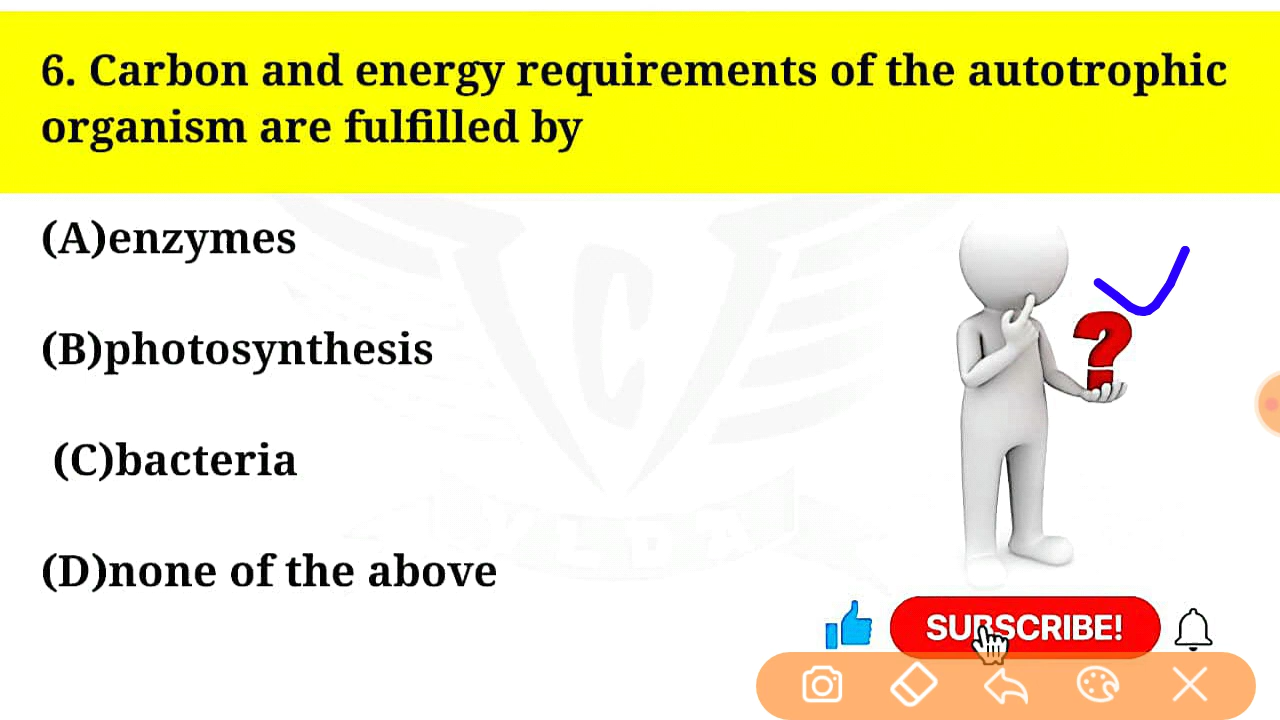 6. Carbon and energy requirements of the autotrophic
organism are fulfilled by
(A)enzymes
(B)photosynthesis
(C)bacteria
(D)none of the above
?
SUBSCRIBE!
C
YLDA